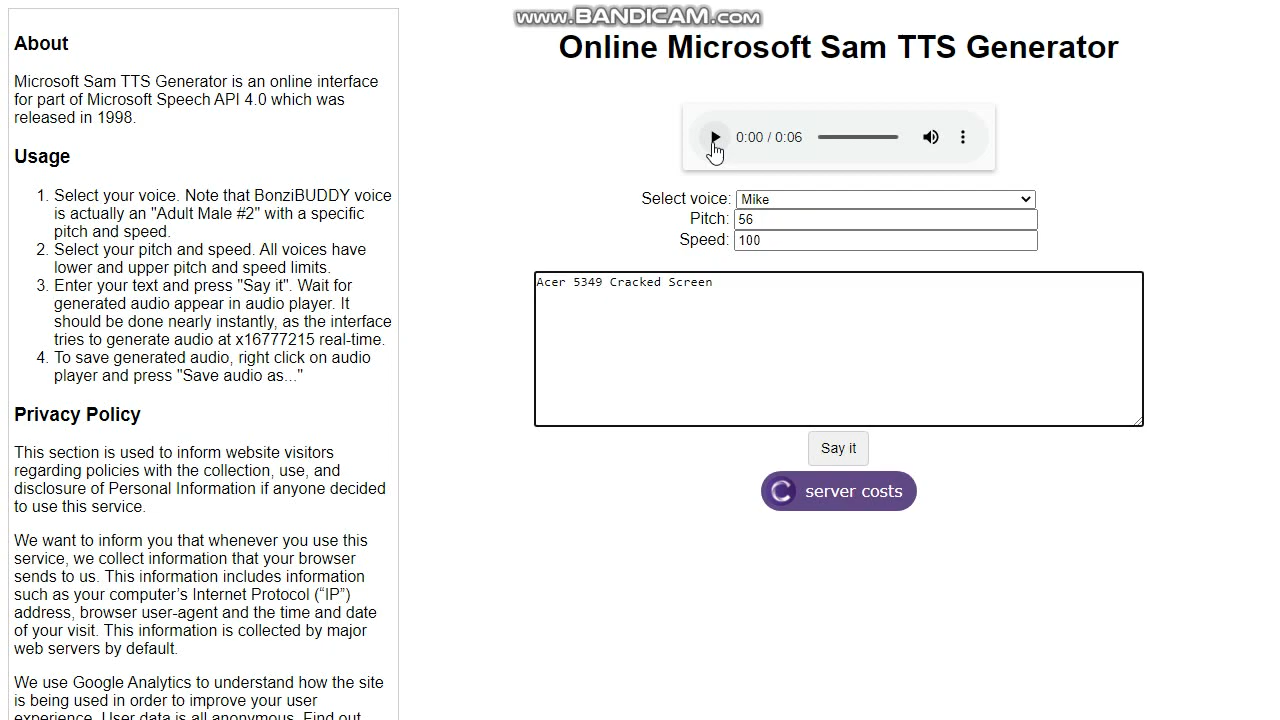 www.BANDICAM.com
Online Microsoft Sam TTS Generator
About
Microsoft Sam TTS Generator is an online interface
for part of Microsoft Speech API 4.0 which was
released in 1998.
Usage
1. Select your voice. Note that BonziBUDDY voice
is actually an "Adult Male #2" with a specific
pitch and speed.
2. Select your pitch and speed. All voices have
lower and upper pitch and speed limits.
3. Enter your text and press "Say it". Wait for
generated audio appear in audio player. It
should be done nearly instantly, as the interface
tries to generate audio at x16777215 real-time.
4. To save generated audio, right click on audio
player and press "Save audio as..."
Privacy Policy
This section is used to inform website visitors
regarding policies with the collection, use, and
disclosure of Personal Information if anyone decided
to use this service.
We want to inform you that whenever you use this
service, we collect information that your browser
sends to us. This information includes information
such as your computer’s Internet Protocol (“IP”)
address, browser user-agent and the time and date
of your visit. This information is collected by major
web servers by default.
We use Google Analytics to understand how the site
is being used in order to improve your user
experience. User data is all anonymous. Find out
0:00 / 0:06
Select voice: Mike
Pitch: 56
Speed: 100
Acer 5349 Cracked Screen
Say it
server costs